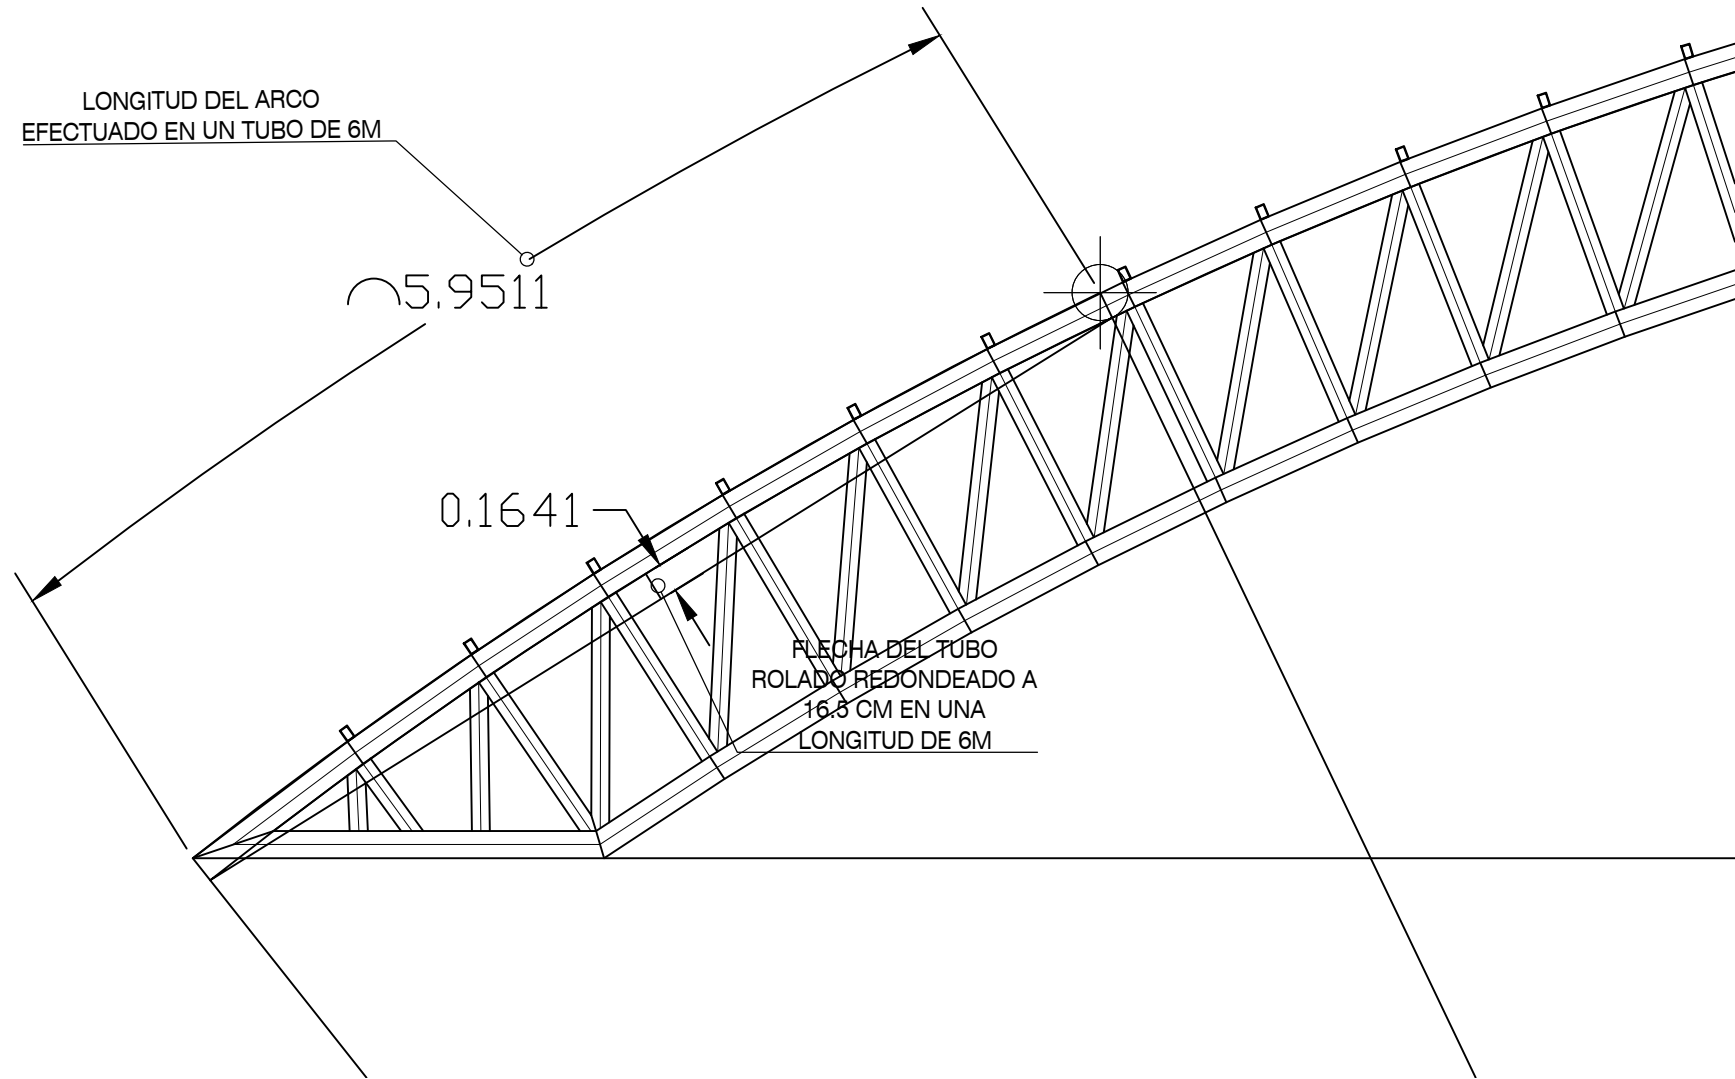 LONGITUD DEL ARCO
EFECTUADO EN UN TUBO DE 6M
5.9511
0.1641
FLECHA DEL TUBO
ROLADO REDONDEADO A
16.5 CM EN UNA
LONGITUD DE 6M